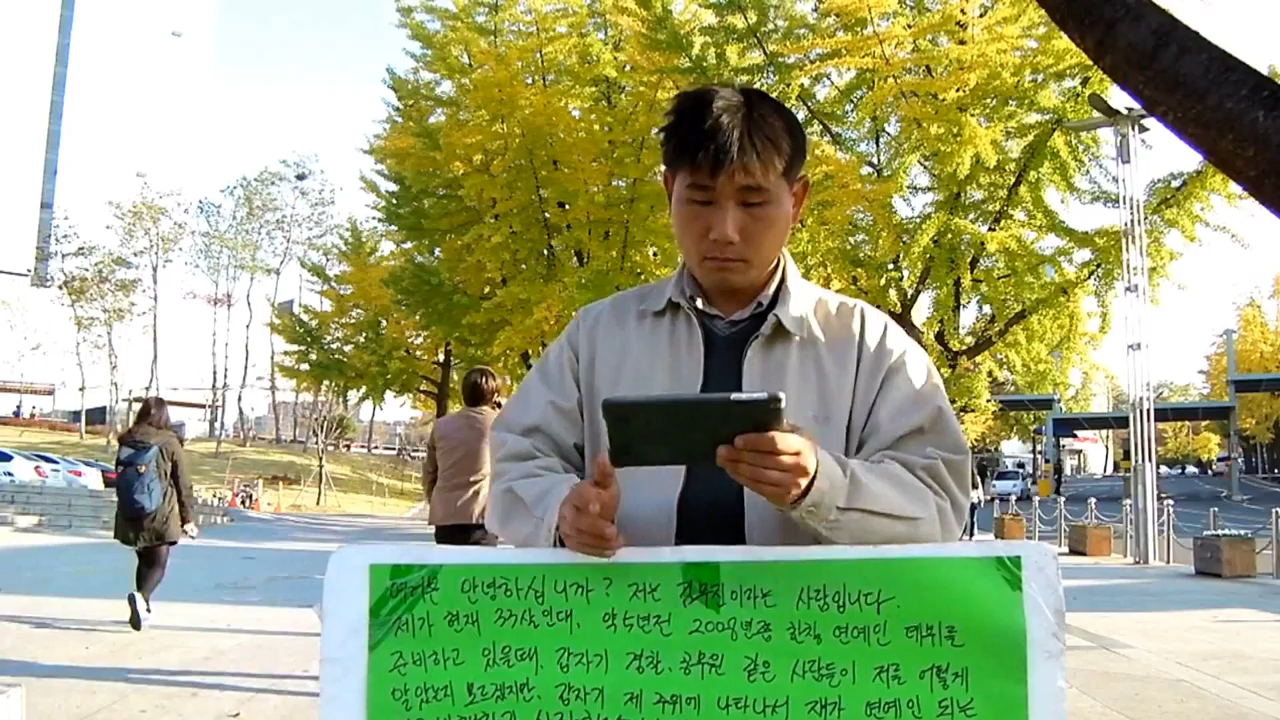 여러분 안녕하십니까? 저는 김무진이라는 사람입니다.
제가 현재 33살인대, 약 5년전 2008년쯤 한참 연예인 데뷔를
준비하고 있을때, 갑자기 경찰, 공무원 같은 사람들이 저를 어떻게
알았는지 모르겠지만, 갑자기 제 주위에 나타나서 재가 연예인 되는